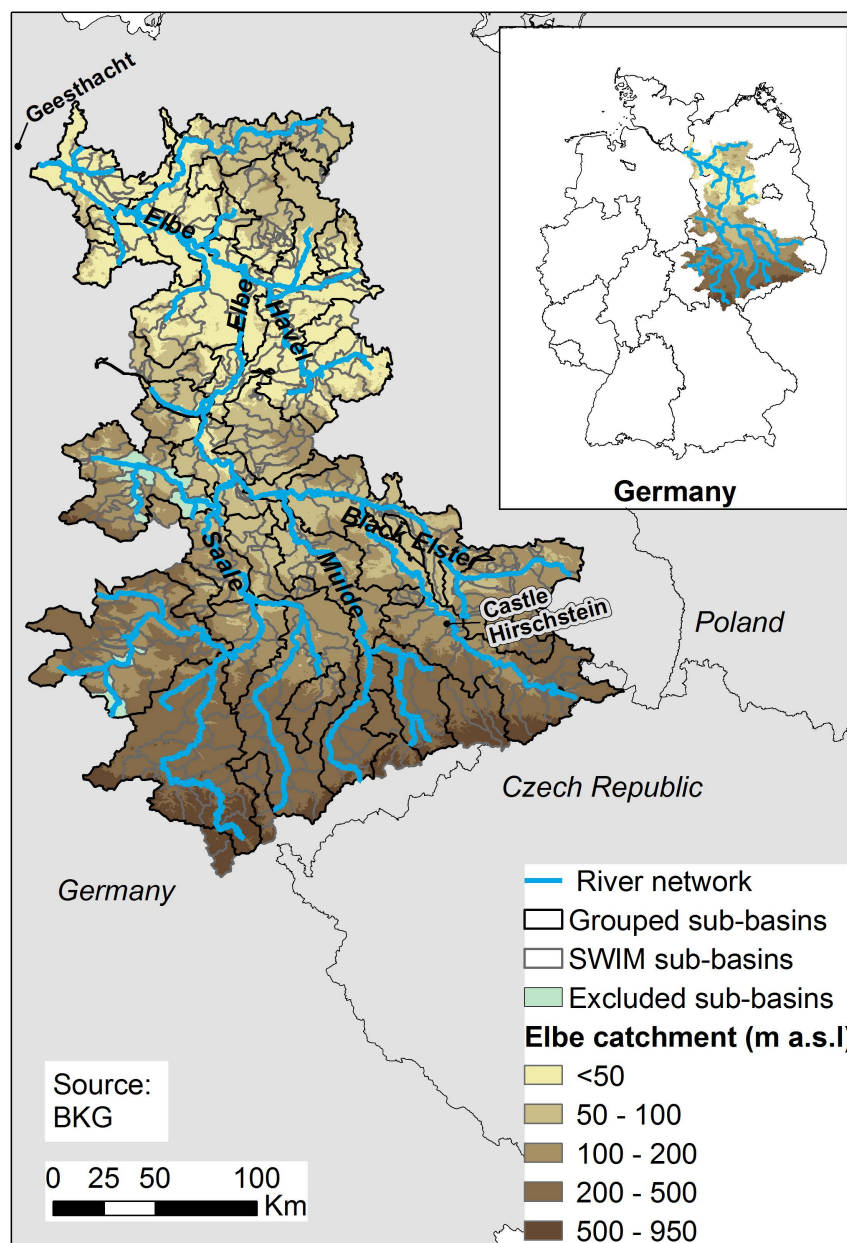 Geesthacht
Elbe
Elbe
Havel
Black Elster
Saale
Mulde
Castle
Hirschstein
Poland
Czech Republic
Germany
Germany
River network
Grouped sub-basins
SWIM sub-basins
Excluded sub-basins
Elbe catchment (m a.s.l)
<50
50 - 100
100 - 200
200 - 500
500 - 950
Source:
BKG
0 25 50 100
Km